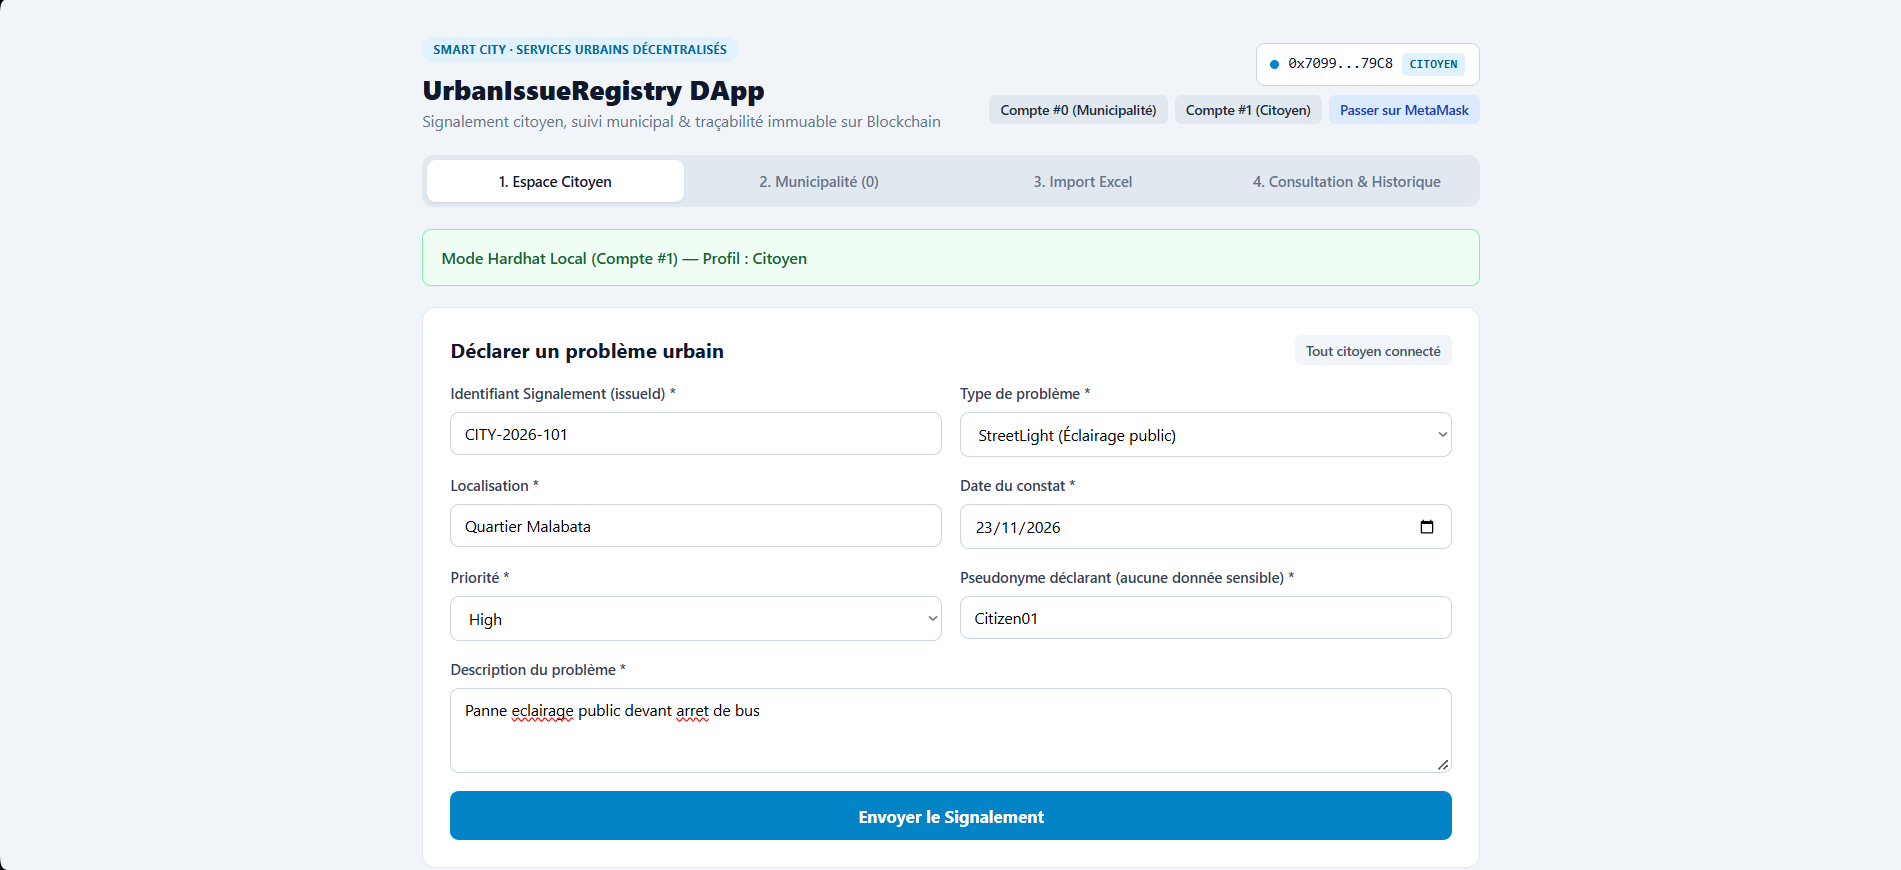 SMART CITY · SERVICES URBAINS DÉCENTRALISÉS
UrbanIssueRegistry DApp
Signalement citoyen, suivi municipal & traçabilité immuable sur Blockchain
0x7099...79C8 CITOYEN
Compte #0 (Municipalité) Compte #1 (Citoyen) Passer sur MetaMask
1. Espace Citoyen 2. Municipalité (0) 3. Import Excel 4. Consultation & Historique
Mode Hardhat Local (Compte #1) — Profil : Citoyen
Déclarer un problème urbain Tout citoyen connecté
Identifiant Signalement (issueId) * Type de problème *
CITY-2026-101 StreetLight (Éclairage public)
Localisation * Date du constat *
Quartier Malabata 23/11/2026
Priorité * Pseudonyme déclarant (aucune donnée sensible) *
High Citizen01
Description du problème *
Panne eclairage public devant arret de bus
Envoyer le Signalement